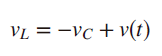 v_L = −v_C + v(t)